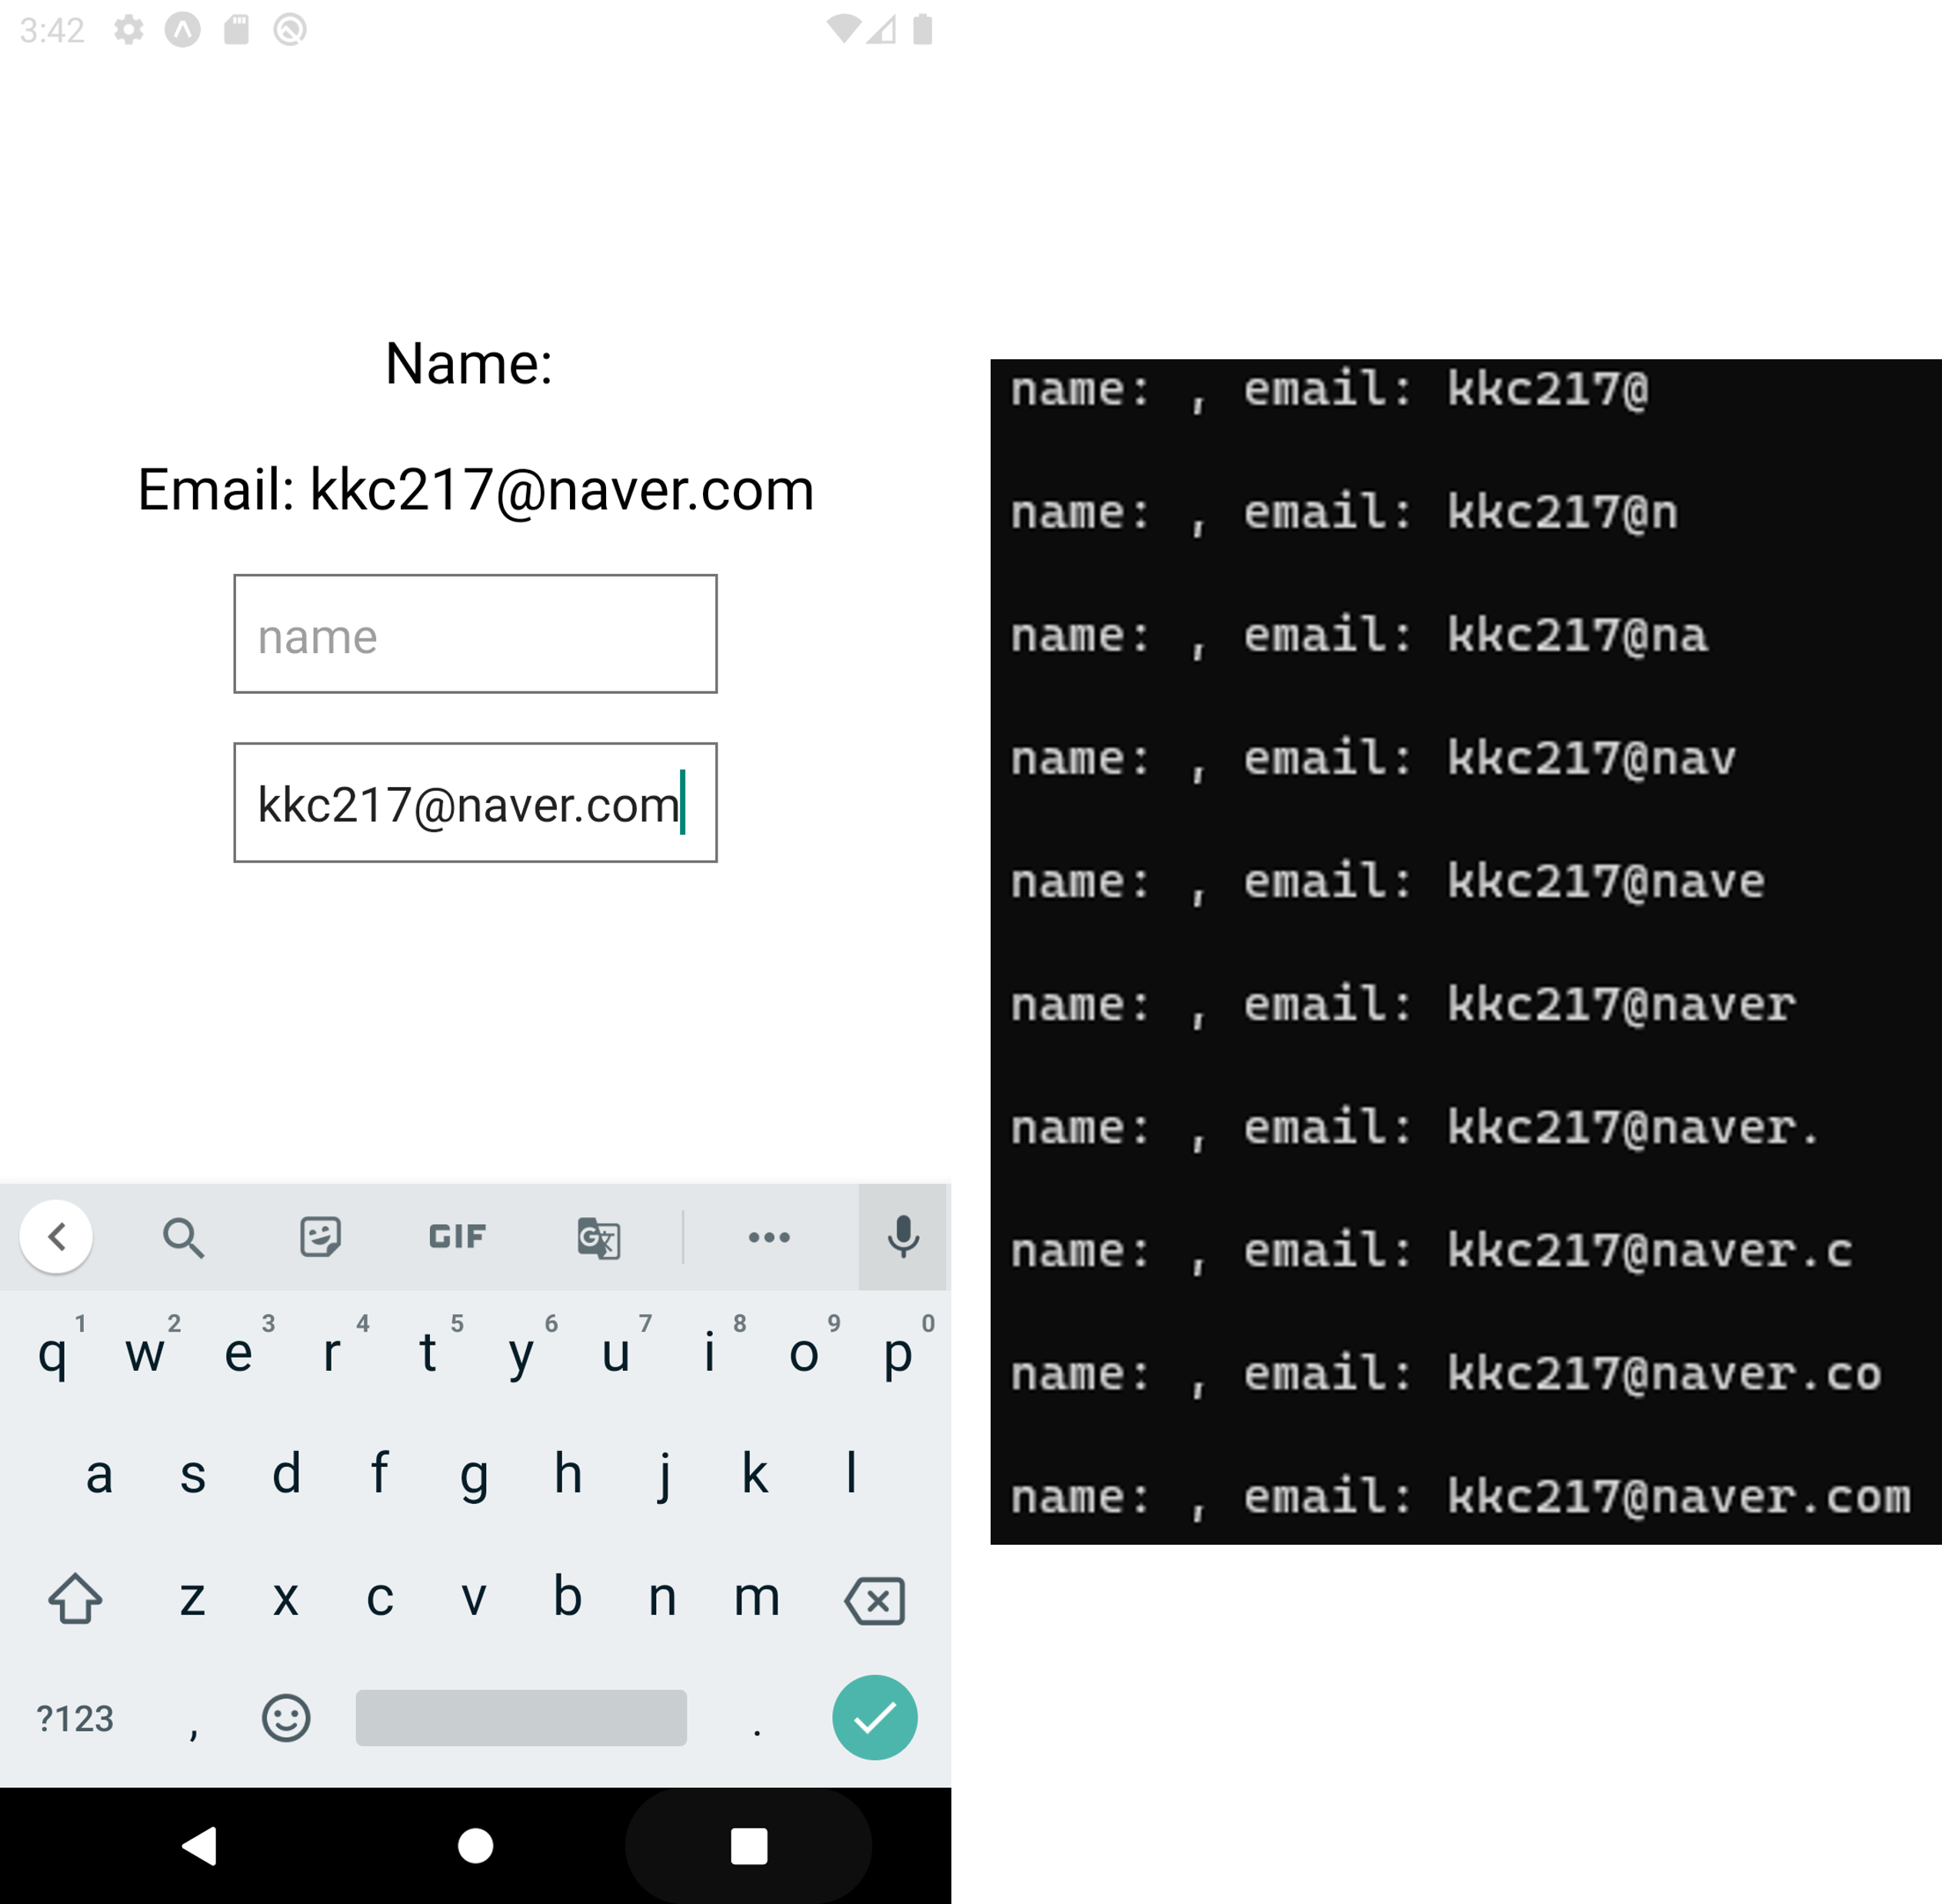 3:42
Name:
Email: kkc217@naver.com
name
kkc217@naver.com
GIF
G
1 2 3 4 5 6 7 8 9 0
q w e r t y u i o p
a s d f g h j k l
z x c v b n m
?123 , .
name: , email: kkc217@
name: , email: kkc217@n
name: , email: kkc217@na
name: , email: kkc217@nav
name: , email: kkc217@nave
name: , email: kkc217@naver
name: , email: kkc217@naver.
name: , email: kkc217@naver.c
name: , email: kkc217@naver.co
name: , email: kkc217@naver.com